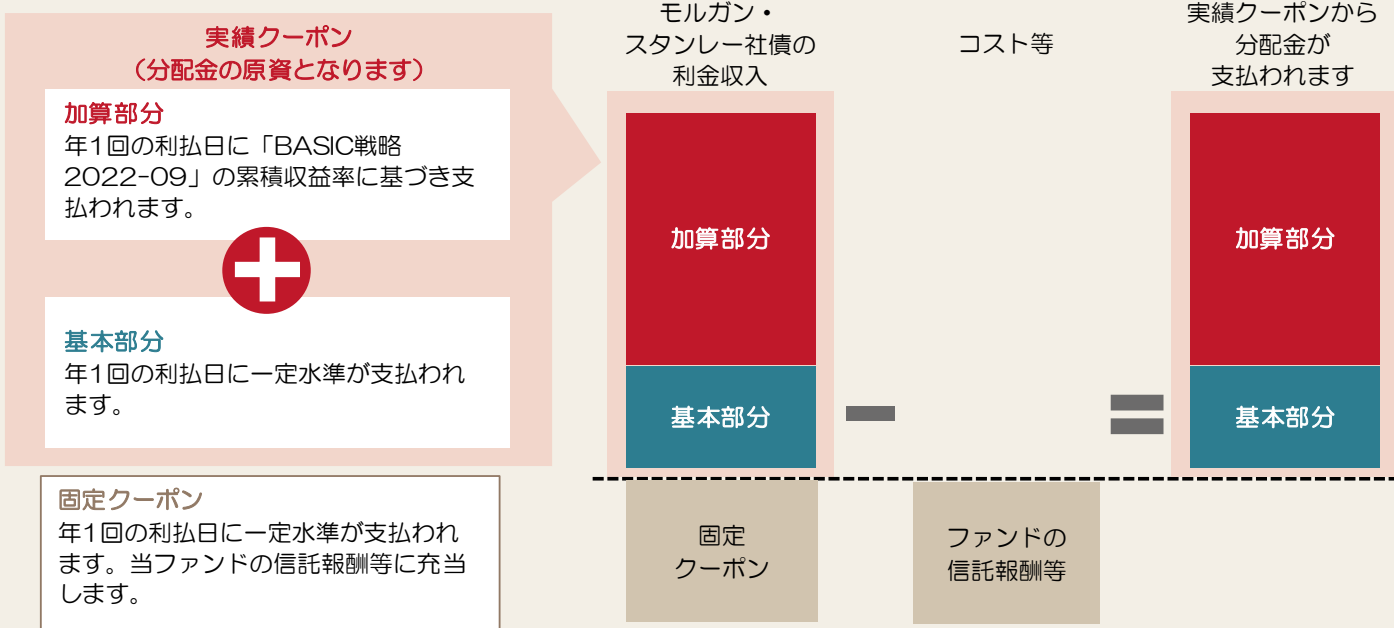 実績クーポン
(分配金の原資となります)
加算部分
年1回の利払日に「BASIC戦略
2022-09」の累積収益率に基づき支
払われます。
基本部分
年1回の利払日に一定水準が支払われ
ます。
固定クーポン
年1回の利払日に一定水準が支払われ
ます。当ファンドの信託報酬等に充当
します。
モルガン・
スタンレー社債の
利金収入
加算部分
基本部分
固定
クーポン
コスト等
ファンドの
信託報酬等
実績クーポンから
分配金が
支払われます
加算部分
基本部分